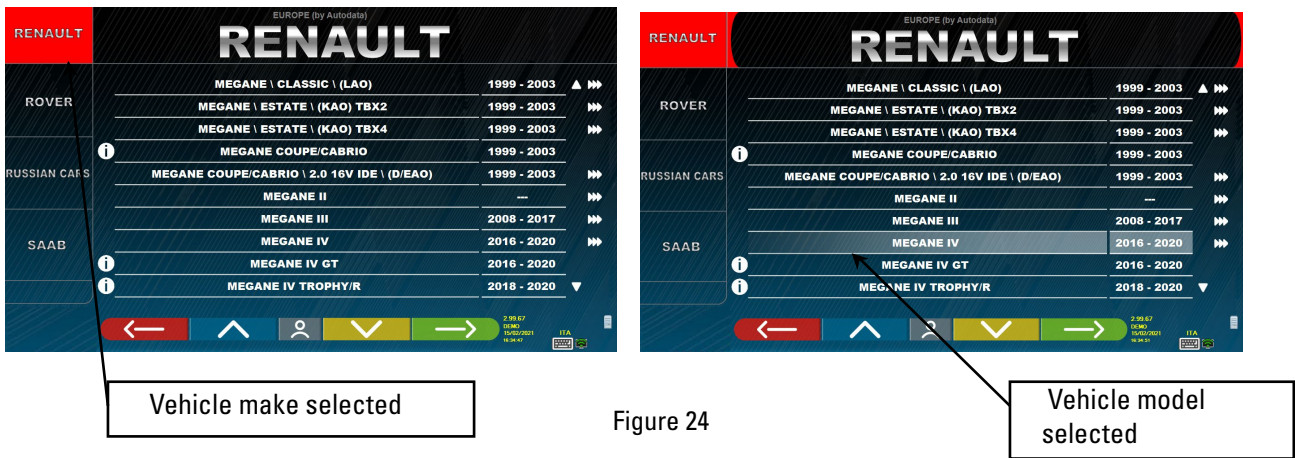 EUROPE (by Autodata)
RENAULT
RENAULT
ROVER
RUSSIAN CARS
SAAB
MEGANE \ CLASSIC \ (LAO) 1999 - 2003
MEGANE \ ESTATE \ (KAO) TBX2 1999 - 2003
MEGANE \ ESTATE \ (KAO) TBX4 1999 - 2003
i MEGANE COUPE/CABRIO 1999 - 2003
MEGANE COUPE/CABRIO \ 2.0 16V IDE \ (D/EAO) 1999 - 2003
MEGANE II ---
MEGANE III 2008 - 2017
MEGANE IV 2016 - 2020
i MEGANE IV GT 2016 - 2020
i MEGANE IV TROPHY/R 2018 - 2020
2.99.67
DEMO
15/02/2021
16:34:47
ITA
EUROPE (by Autodata)
RENAULT
RENAULT
ROVER
RUSSIAN CARS
SAAB
MEGANE \ CLASSIC \ (LAO) 1999 - 2003
MEGANE \ ESTATE \ (KAO) TBX2 1999 - 2003
MEGANE \ ESTATE \ (KAO) TBX4 1999 - 2003
i MEGANE COUPE/CABRIO 1999 - 2003
MEGANE COUPE/CABRIO \ 2.0 16V IDE \ (D/EAO) 1999 - 2003
MEGANE II ---
MEGANE III 2008 - 2017
MEGANE IV 2016 - 2020
i MEGANE IV GT 2016 - 2020
i MEGANE IV TROPHY/R 2018 - 2020
2.99.67
DEMO
15/02/2021
16:34:51
ITA
Vehicle make selected
Figure 24
Vehicle model
selected